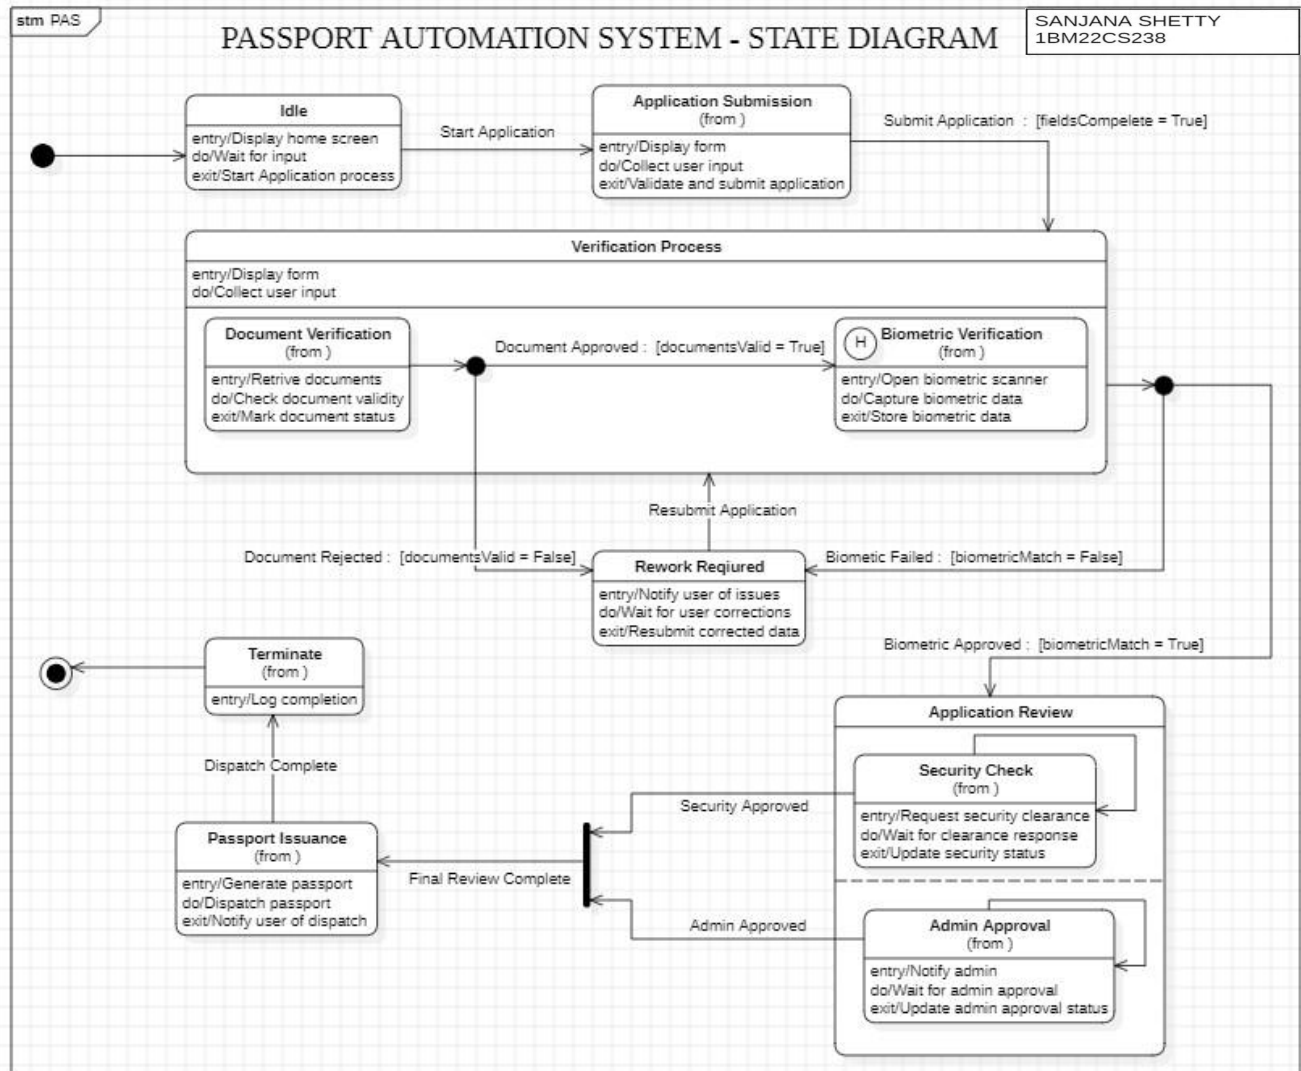 stm PAS
PASSPORT AUTOMATION SYSTEM - STATE DIAGRAM
SANJANA SHETTY
1BM22CS238
Idle
entry/Display home screen
do/Wait for input
exit/Start Application process
Start Application
Application Submission
(from )
entry/Display form
do/Collect user input
exit/Validate and submit application
Submit Application : [fieldsCompelete = True]
Verification Process
entry/Display form
do/Collect user input
Document Verification
(from )
entry/Retrive documents
do/Check document validity
exit/Mark document status
Document Approved : [documentsValid = True]
H
Biometric Verification
(from )
entry/Open biometric scanner
do/Capture biometric data
exit/Store biometric data
Resubmit Application
Document Rejected : [documentsValid = False]
Rework Reqiured
entry/Notify user of issues
do/Wait for user corrections
exit/Resubmit corrected data
Biometic Failed : [biometricMatch = False]
Biometric Approved : [biometricMatch = True]
Terminate
(from )
entry/Log completion
Dispatch Complete
Passport Issuance
(from )
entry/Generate passport
do/Dispatch passport
exit/Notify user of dispatch
Final Review Complete
Security Approved
Admin Approved
Application Review
Security Check
(from )
entry/Request security clearance
do/Wait for clearance response
exit/Update security status
Admin Approval
(from )
entry/Notify admin
do/Wait for admin approval
exit/Update admin approval status